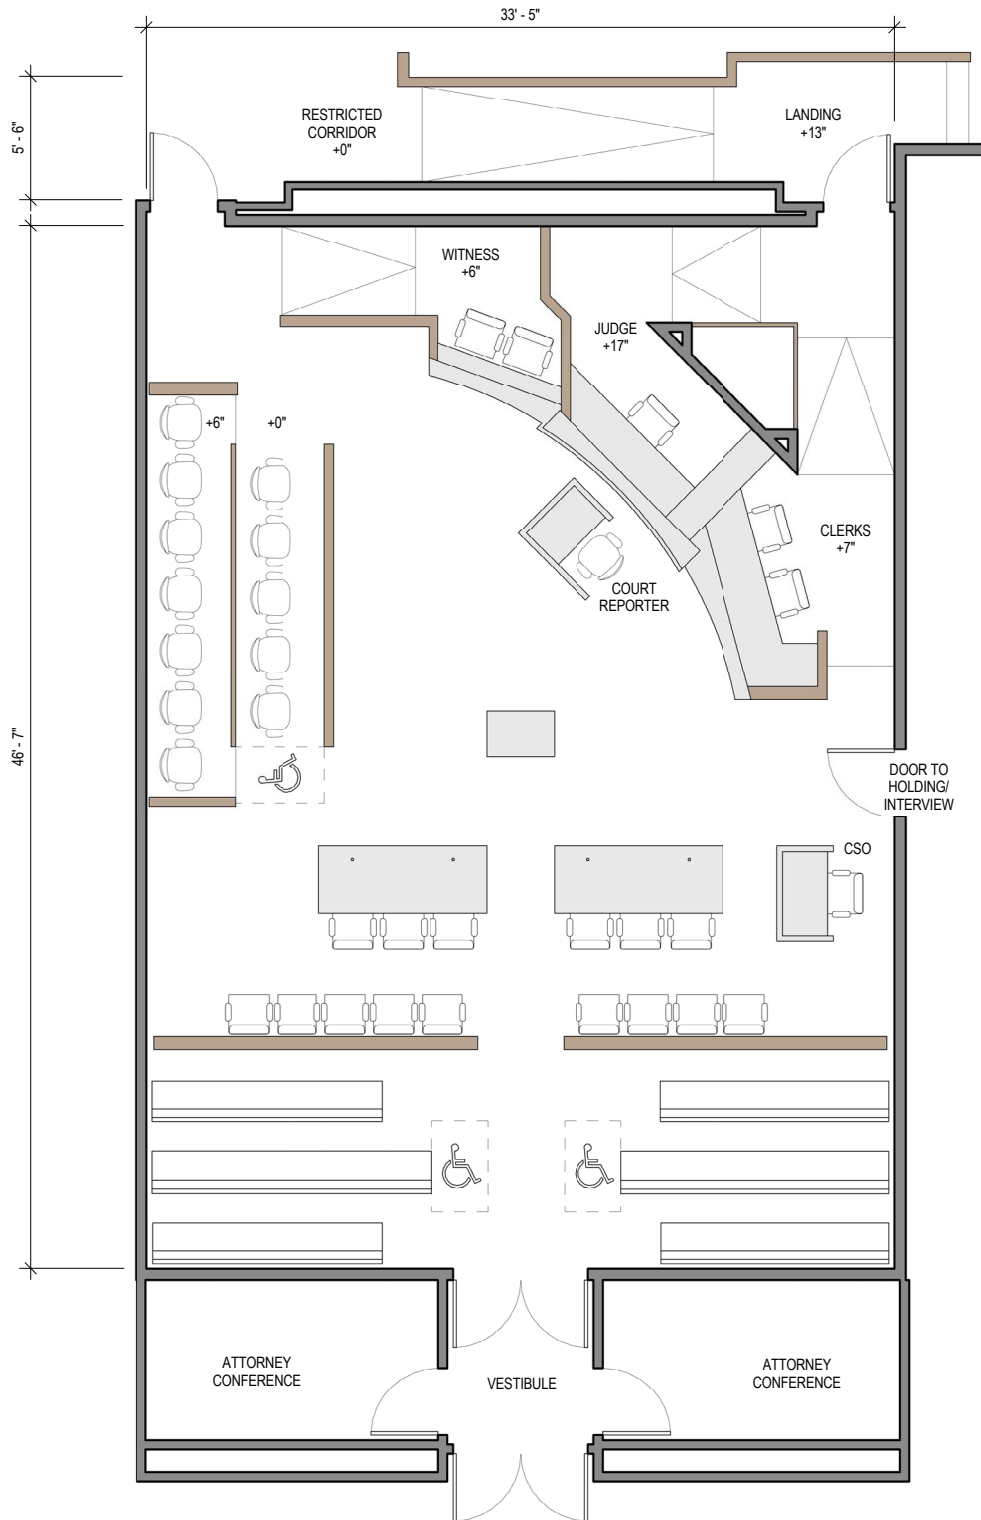 33' - 5"
5' - 6"
RESTRICTED
CORRIDOR
+0"
LANDING
+13"
WITNESS
+6"
JUDGE
+17"
+6"
+0"
CLERKS
+7"
COURT
REPORTER
46' - 7"
DOOR TO
HOLDING/
INTERVIEW
CSO
ATTORNEY
CONFERENCE
VESTIBULE
ATTORNEY
CONFERENCE